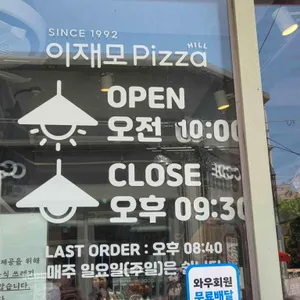 SINCE 1992
이재모 Pizza
HILL
OPEN
오전 10:00
CLOSE
오후 09:30
LAST ORDER : 오후 08:40
매주 일요일(주일)은
와우회원
무료배달